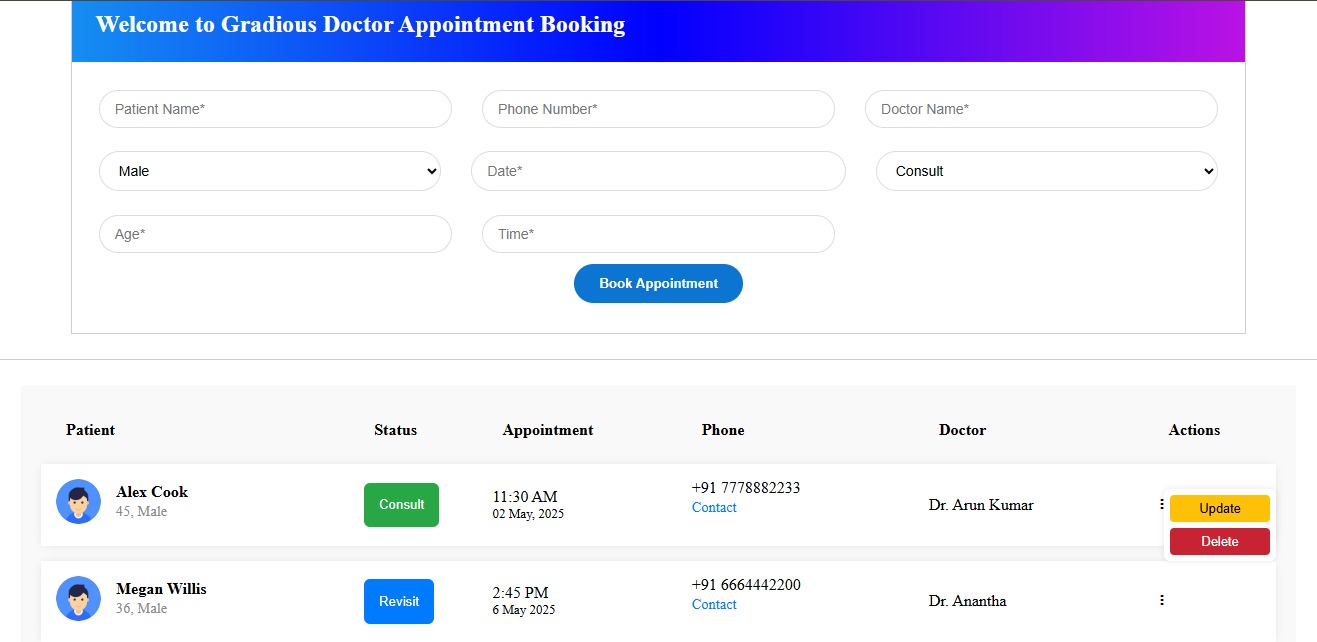 Welcome to Gradious Doctor Appointment Booking
Patient Name* Phone Number* Doctor Name*
Male Date* Consult
Age* Time*
Book Appointment
Patient Status Appointment Phone Doctor Actions
Alex Cook
45, Male
Consult
11:30 AM
02 May, 2025
+91 7778882233
Contact
Dr. Arun Kumar
Update
Delete
Megan Willis
36, Male
Revisit
2:45 PM
6 May 2025
+91 6664442200
Contact
Dr. Anantha